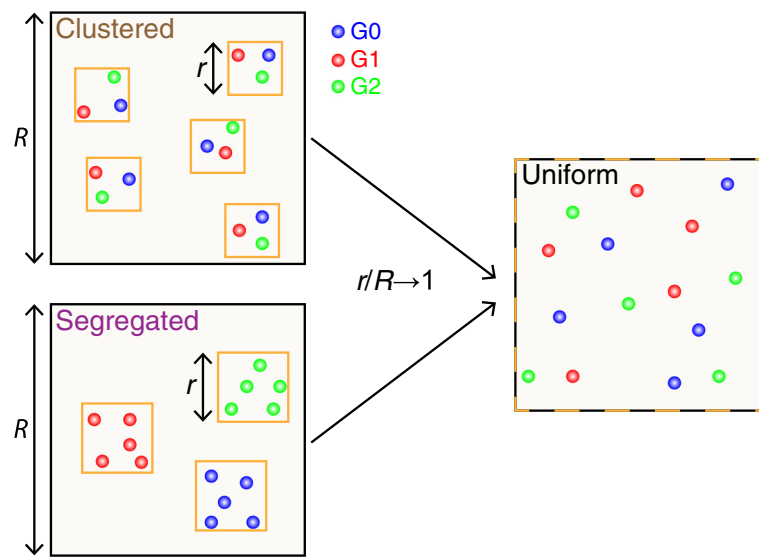 Clustered
r
R
G0
G1
G2
Uniform
r/R→1
Segregated
r
R